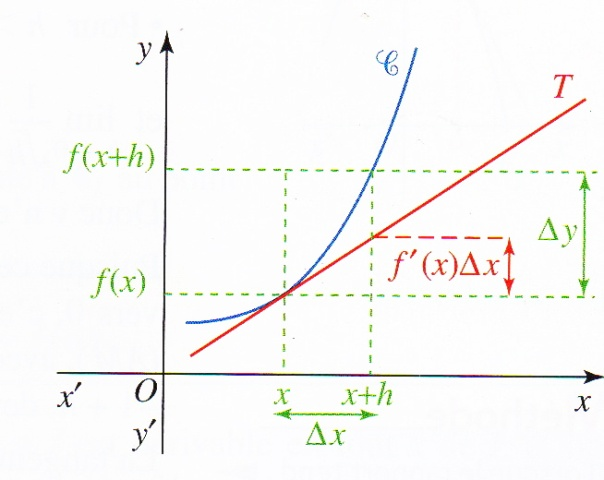 y
𝒞
T
f(x+h)
Δy
f′(x)Δx
f(x)
x′
O
x
x+h
x
y′
Δx